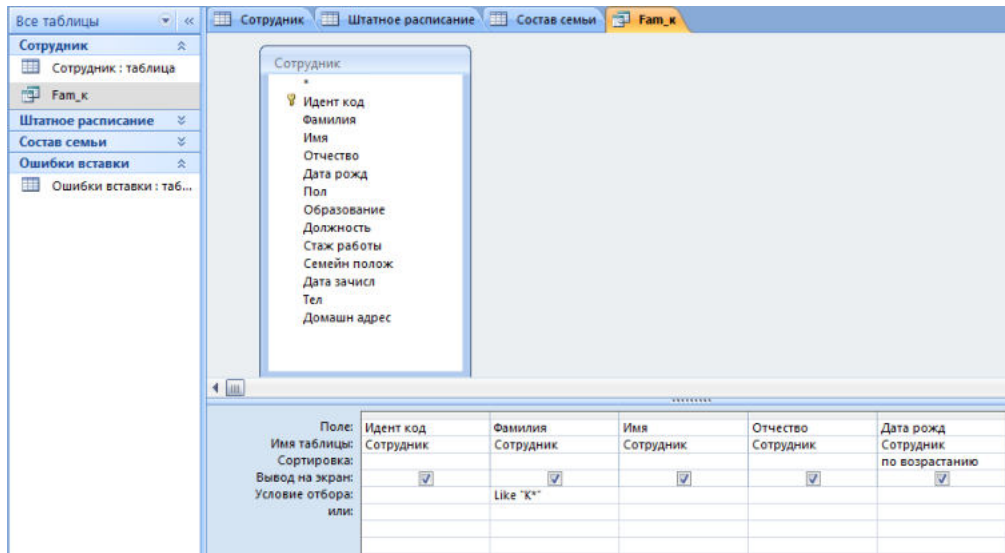 Все таблицы
Сотрудник
Сотрудник : таблица
Fam_к
Штатное расписание
Состав семьи
Ошибки вставки
Ошибки вставки : таб...
Сотрудник Штатное расписание Состав семьи Fam_к
Сотрудник
*
Идент код
Фамилия
Имя
Отчество
Дата рожд
Пол
Образование
Должность
Стаж работы
Семейн полож
Дата зачисл
Тел
Домашн адрес
Поле: Идент код Фамилия Имя Отчество Дата рожд
Имя таблицы: Сотрудник Сотрудник Сотрудник Сотрудник Сотрудник
Сортировка: по возрастанию
Вывод на экран:
Условие отбора: Like "К*"
или: